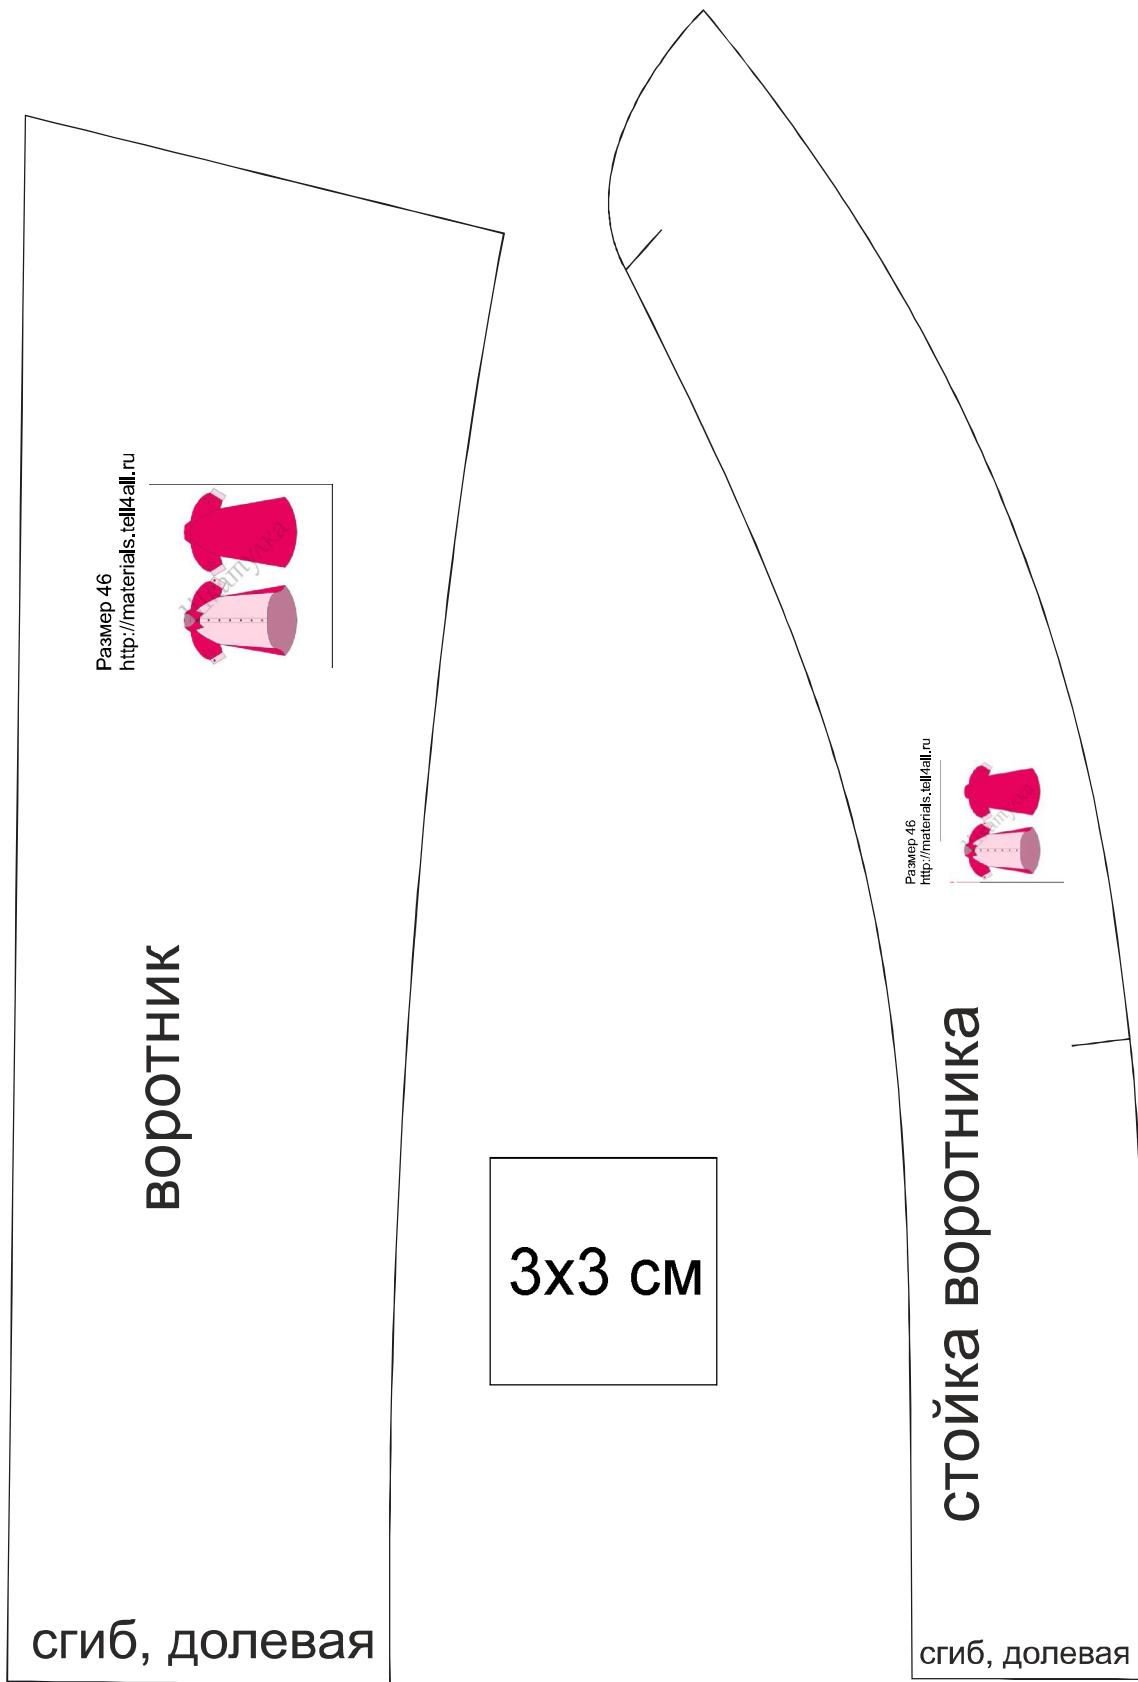 Размер 46
http://materials.tell4all.ru
воротник
сгиб, долевая
3х3 см
Размер 46
http://materials.tell4all.ru
стойка воротника
сгиб, долевая